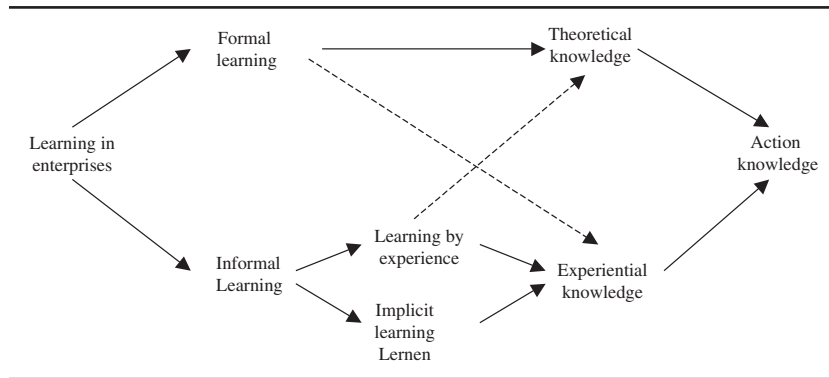 Formal
learning
Theoretical
knowledge
Learning in
enterprises
Action
knowledge
Informal
Learning
Learning by
experience
Implicit
learning
Lernen
Experiential
knowledge